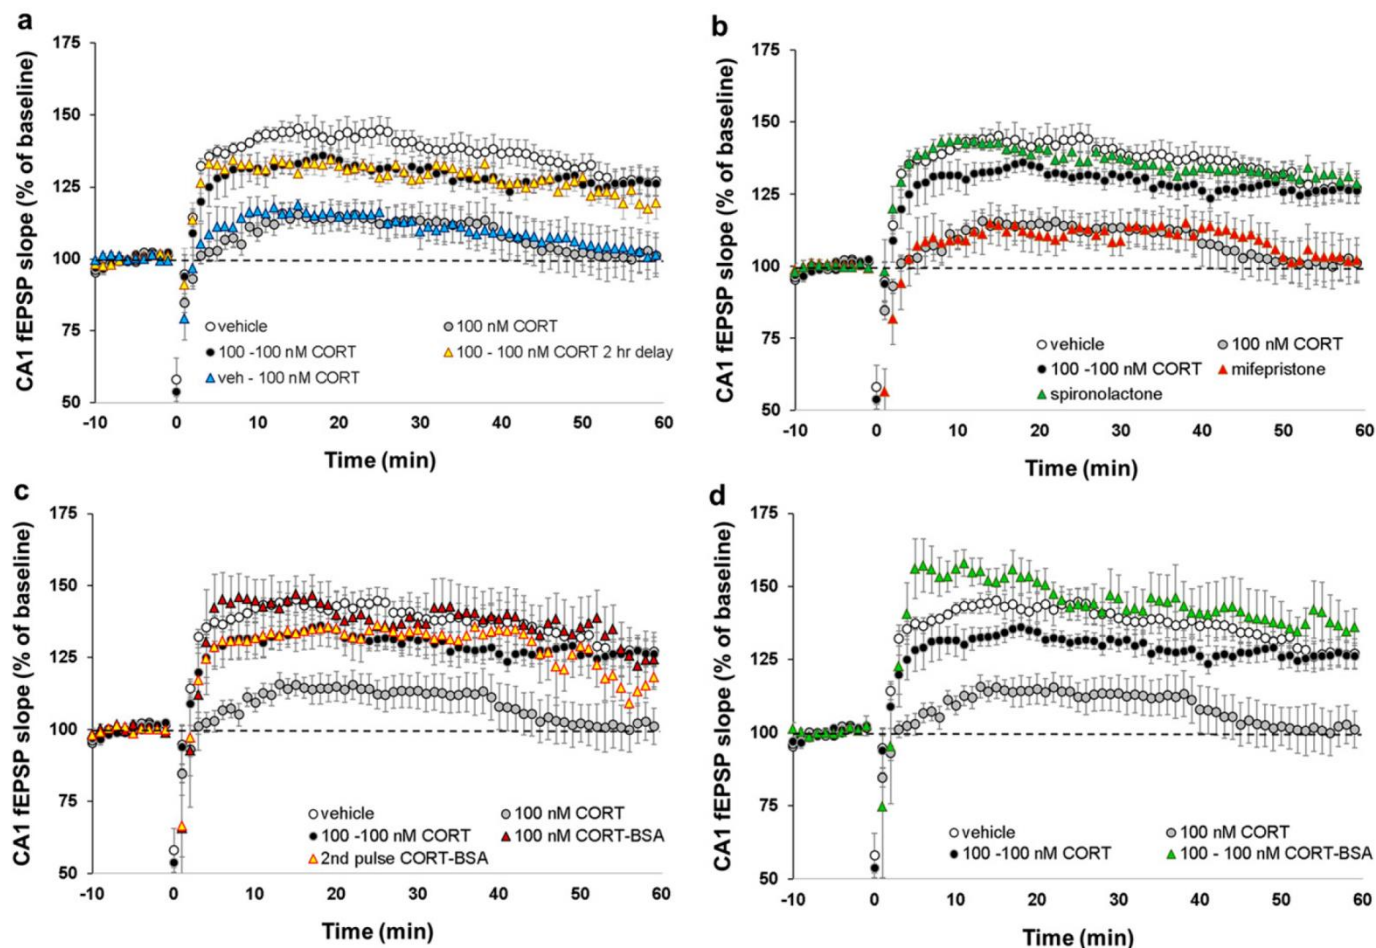 a
CA1 fEPSP slope (% of baseline)
175
150
125
100
75
50
vehicle
100 nM CORT
100 -100 nM CORT
100 - 100 nM CORT 2 hr delay
veh - 100 nM CORT
-10 0 10 20 30 40 50 60
Time (min)
b
CA1 fEPSP slope (% of baseline)
175
150
125
100
75
50
vehicle
100 nM CORT
100 -100 nM CORT
mifepristone
spironolactone
-10 0 10 20 30 40 50 60
Time (min)
c
CA1 fEPSP slope (% of baseline)
175
150
125
100
75
50
vehicle
100 nM CORT
100 -100 nM CORT
100 nM CORT-BSA
2nd pulse CORT-BSA
-10 0 10 20 30 40 50 60
Time (min)
d
CA1 fEPSP slope (% of baseline)
175
150
125
100
75
50
vehicle
100 nM CORT
100 -100 nM CORT
100 - 100 nM CORT-BSA
-10 0 10 20 30 40 50 60
Time (min)